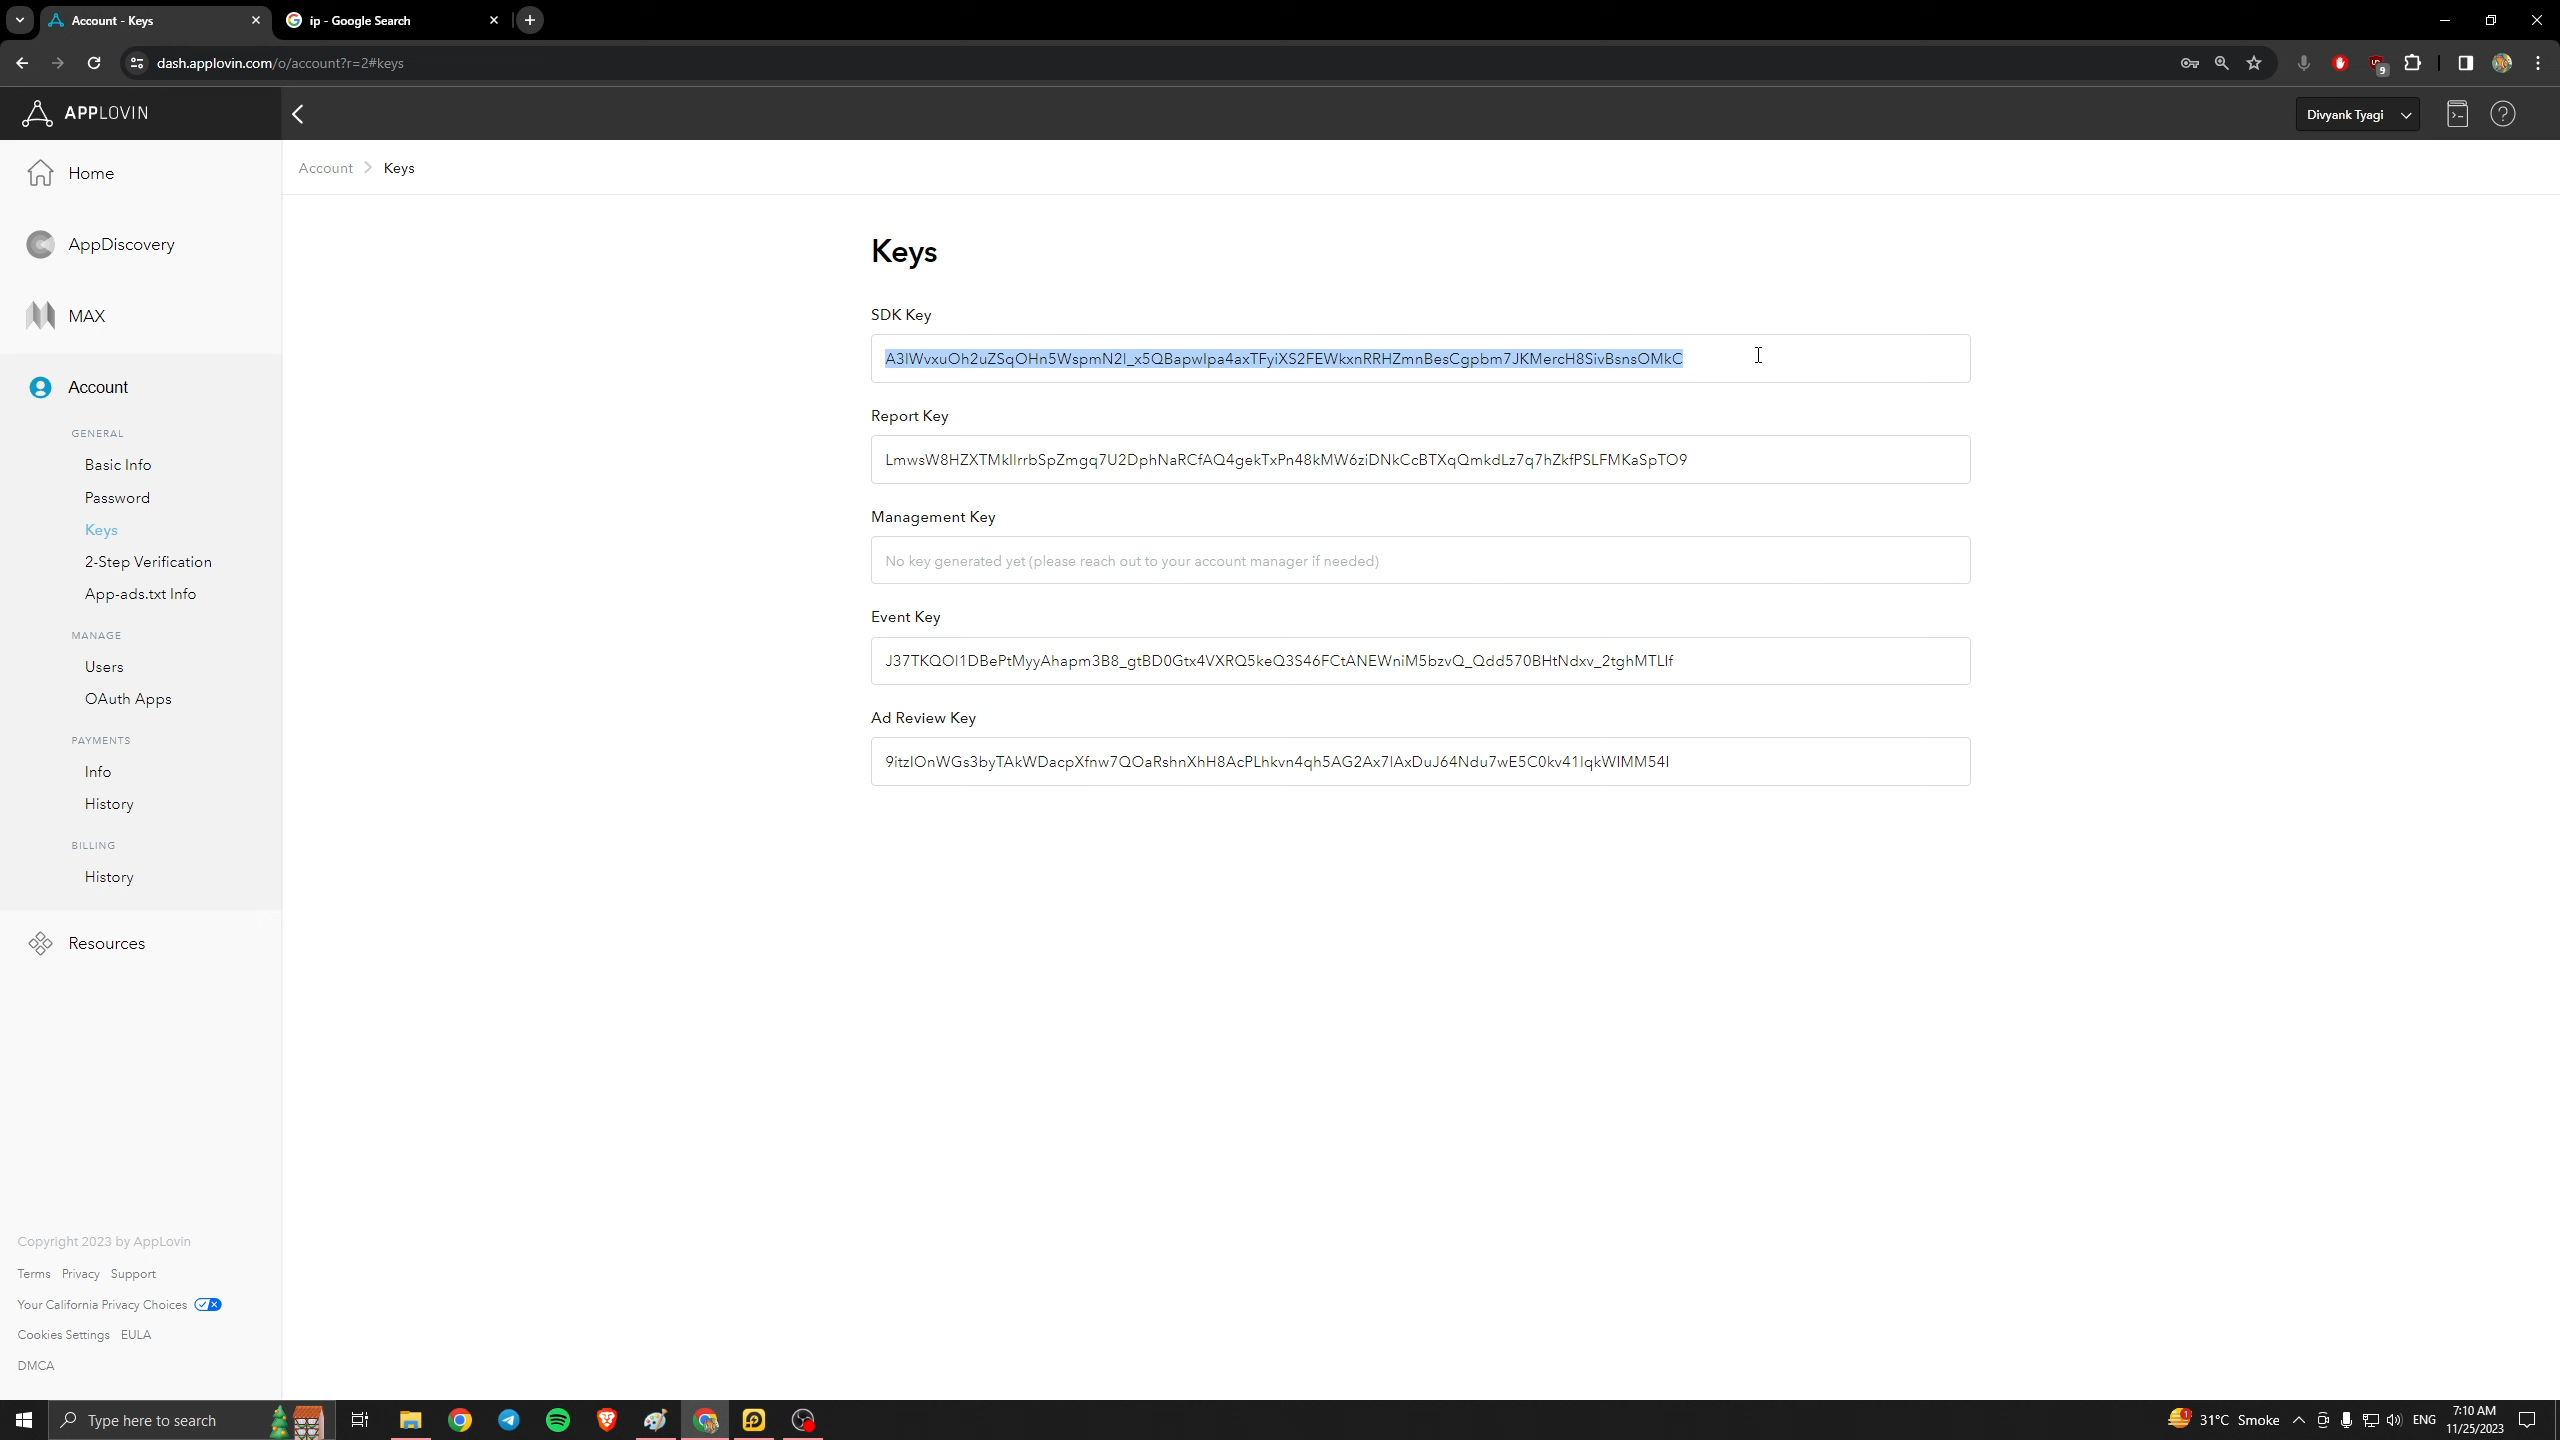 Account - Keys
ip - Google Search
dash.applovin.com/o/account?r=2#keys
9
APPLOVIN
Divyank Tyagi
Home
AppDiscovery
MAX
Account
GENERAL
Basic Info
Password
Keys
2-Step Verification
App-ads.txt Info
MANAGE
Users
OAuth Apps
PAYMENTS
Info
History
BILLING
History
Resources
Copyright 2023 by AppLovin
Terms Privacy Support
Your California Privacy Choices
Cookies Settings EULA
DMCA
Account > Keys
Keys
SDK Key
Report Key
Management Key
No key generated yet (please reach out to your account manager if needed)
Event Key
Ad Review Key
Type here to search
1
31°C Smoke
ENG
7:10 AM
11/25/2023